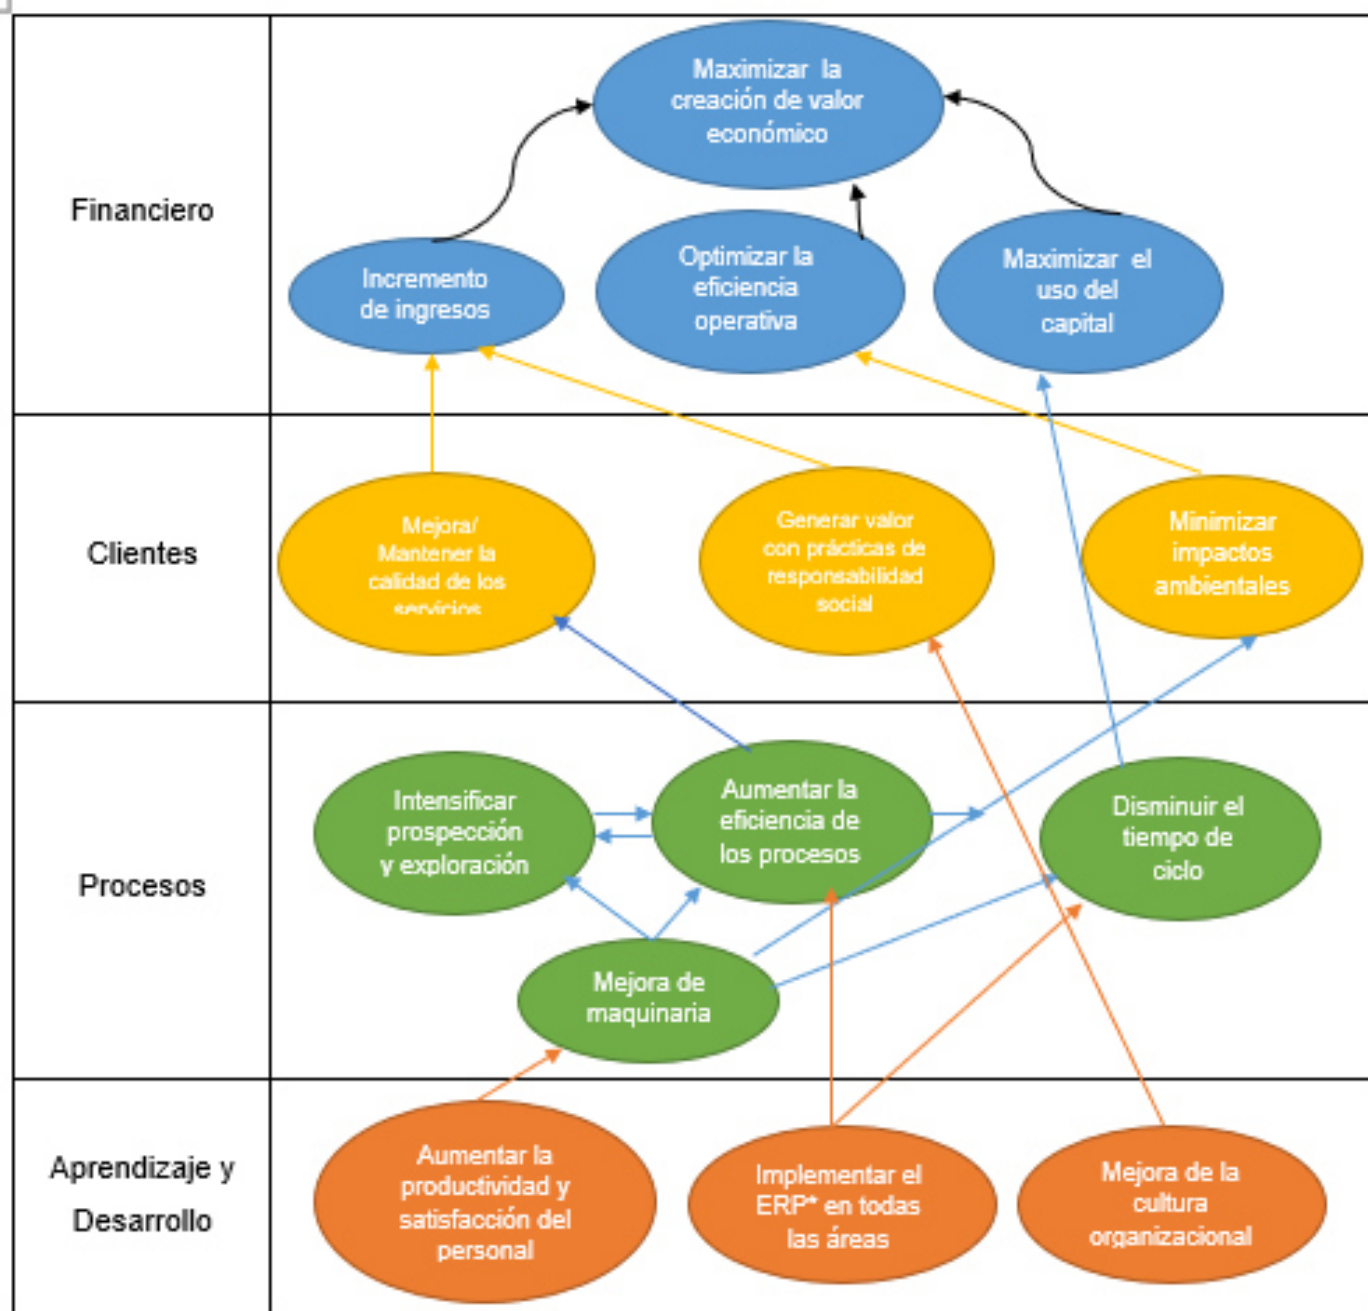 Financiero
Maximizar la
creación de valor
económico
Incremento
de ingresos
Optimizar la
eficiencia
operativa
Maximizar el
uso del
capital
Clientes
Mejora/
Mantener la
calidad de los
servicios
Generar valor
con prácticas de
responsabilidad
social
Minimizar
impactos
ambientales
Procesos
Intensificar
prospección
y exploración
Aumentar la
eficiencia de
los procesos
Disminuir el
tiempo de
ciclo
Mejora de
maquinaria
Aprendizaje y
Desarrollo
Aumentar la
productividad y
satisfacción del
personal
Implementar el
ERP* en todas
las áreas
Mejora de la
cultura
organizacional